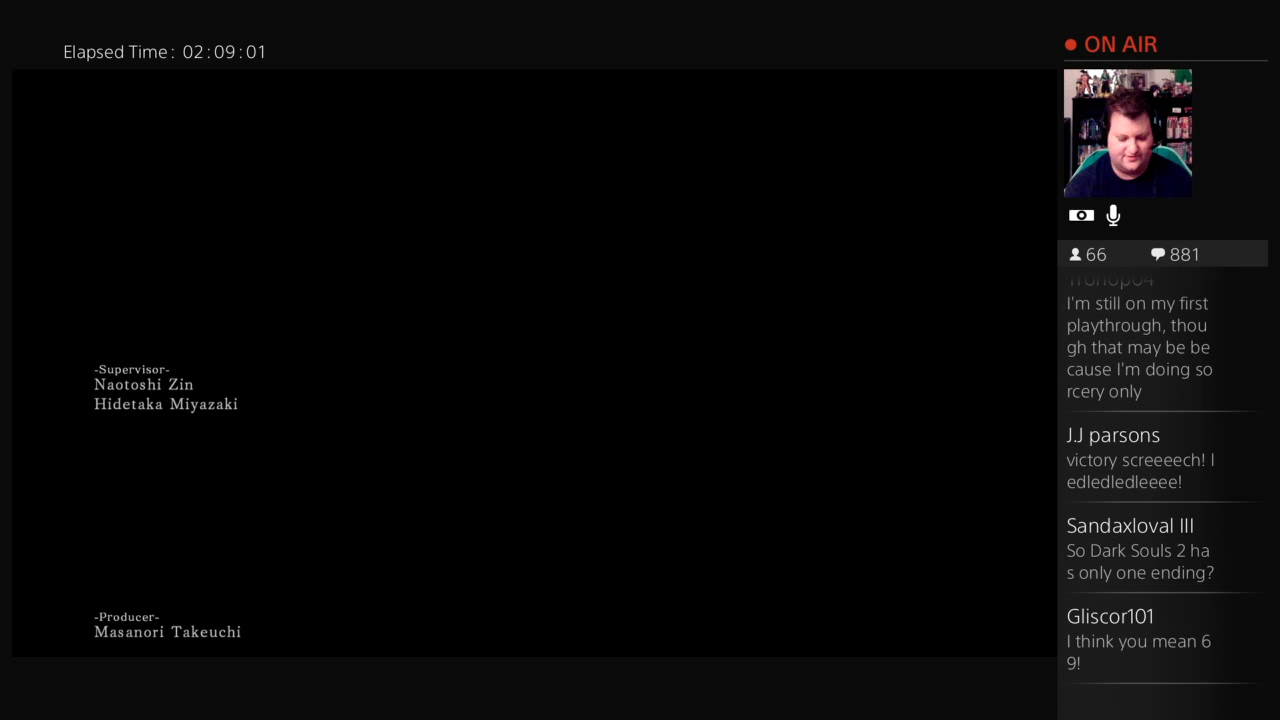 Elapsed Time: 02:09:01
ON AIR
66 881
I'm still on my first
playthrough, thou
gh that may be be
cause I'm doing so
rcery only
J.J parsons
victory screeeech! I
edledledleeee!
Sandaxloval III
So Dark Souls 2 ha
s only one ending?
Gliscor101
I think you mean 6
9!
-Supervisor-
Naotoshi Zin
Hidetaka Miyazaki
-Producer-
Masanori Takeuchi